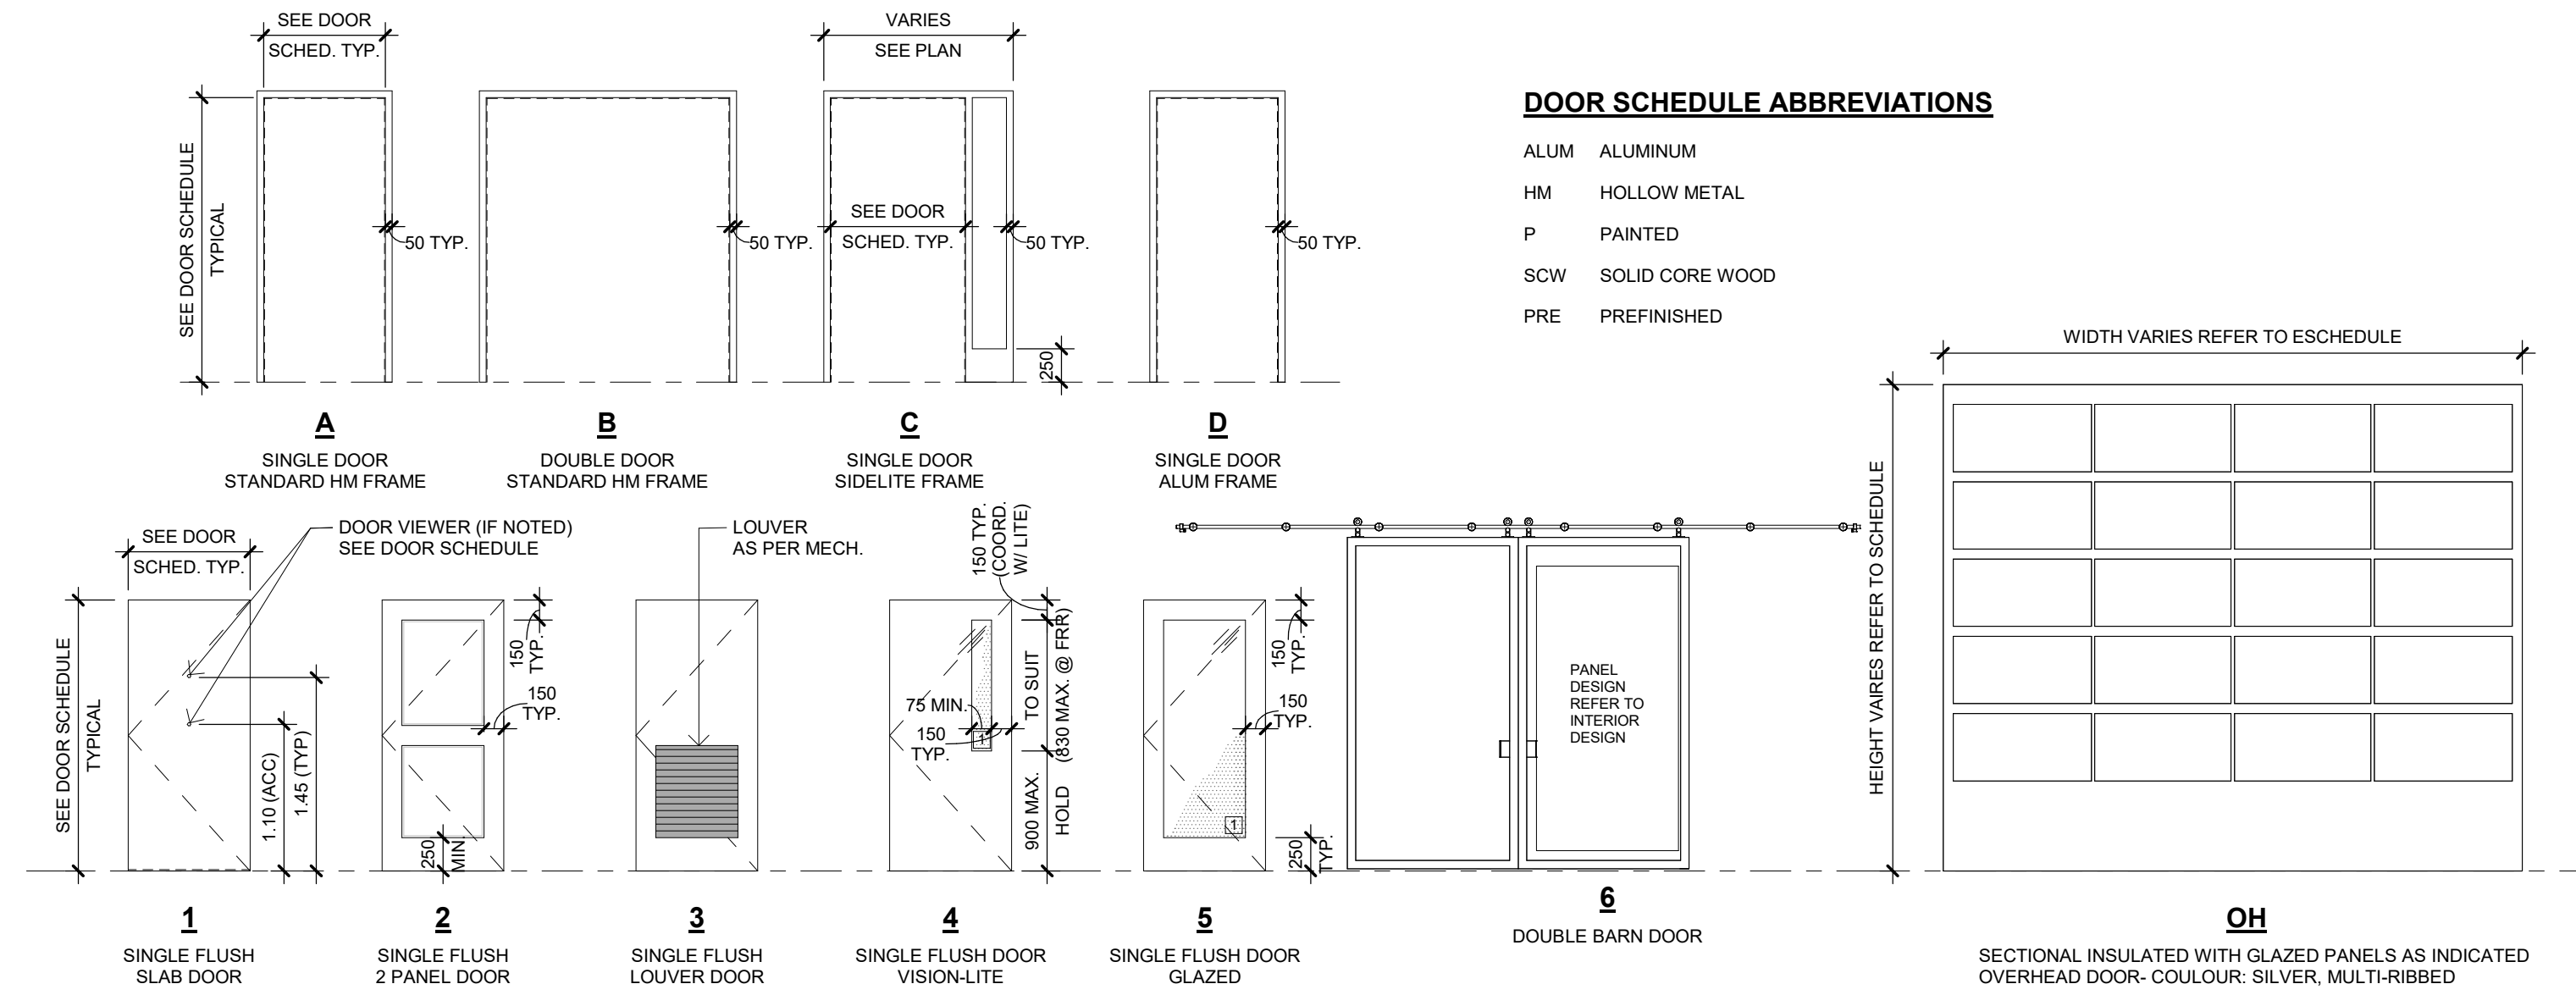 SEE DOOR
SCHED. TYP.
VARIES
SEE PLAN
SEE DOOR SCHEDULE
TYPICAL
50 TYP.
50 TYP.
SEE DOOR
SCHED. TYP.
50 TYP.
250
50 TYP.
A
SINGLE DOOR
STANDARD HM FRAME
B
DOUBLE DOOR
STANDARD HM FRAME
C
SINGLE DOOR
SIDELITE FRAME
D
SINGLE DOOR
ALUM FRAME
DOOR SCHEDULE ABBREVIATIONS
ALUM ALUMINUM
HM HOLLOW METAL
P PAINTED
SCW SOLID CORE WOOD
PRE PREFINISHED
SEE DOOR
SCHED. TYP.
DOOR VIEWER (IF NOTED)
SEE DOOR SCHEDULE
SEE DOOR SCHEDULE
TYPICAL
1.10 (ACC)
1.45 (TYP)
1
SINGLE FLUSH
SLAB DOOR
150
TYP.
150
TYP.
250
MIN.
2
SINGLE FLUSH
2 PANEL DOOR
LOUVER
AS PER MECH.
3
SINGLE FLUSH
LOUVER DOOR
150 TYP.
(COORD.
W/ LITE)
75 MIN.
150
TYP.
1
TO SUIT
(830 MAX. @ FRR)
900 MAX.
HOLD
4
SINGLE FLUSH DOOR
VISION-LITE
150
TYP.
150
TYP.
1
250
TYP.
5
SINGLE FLUSH DOOR
GLAZED
PANEL
DESIGN
REFER TO
INTERIOR
DESIGN
6
DOUBLE BARN DOOR
WIDTH VARIES REFER TO ESCHEDULE
HEIGHT VAIRES REFER TO SCHEDULE
OH
SECTIONAL INSULATED WITH GLAZED PANELS AS INDICATED
OVERHEAD DOOR- COULOUR: SILVER, MULTI-RIBBED